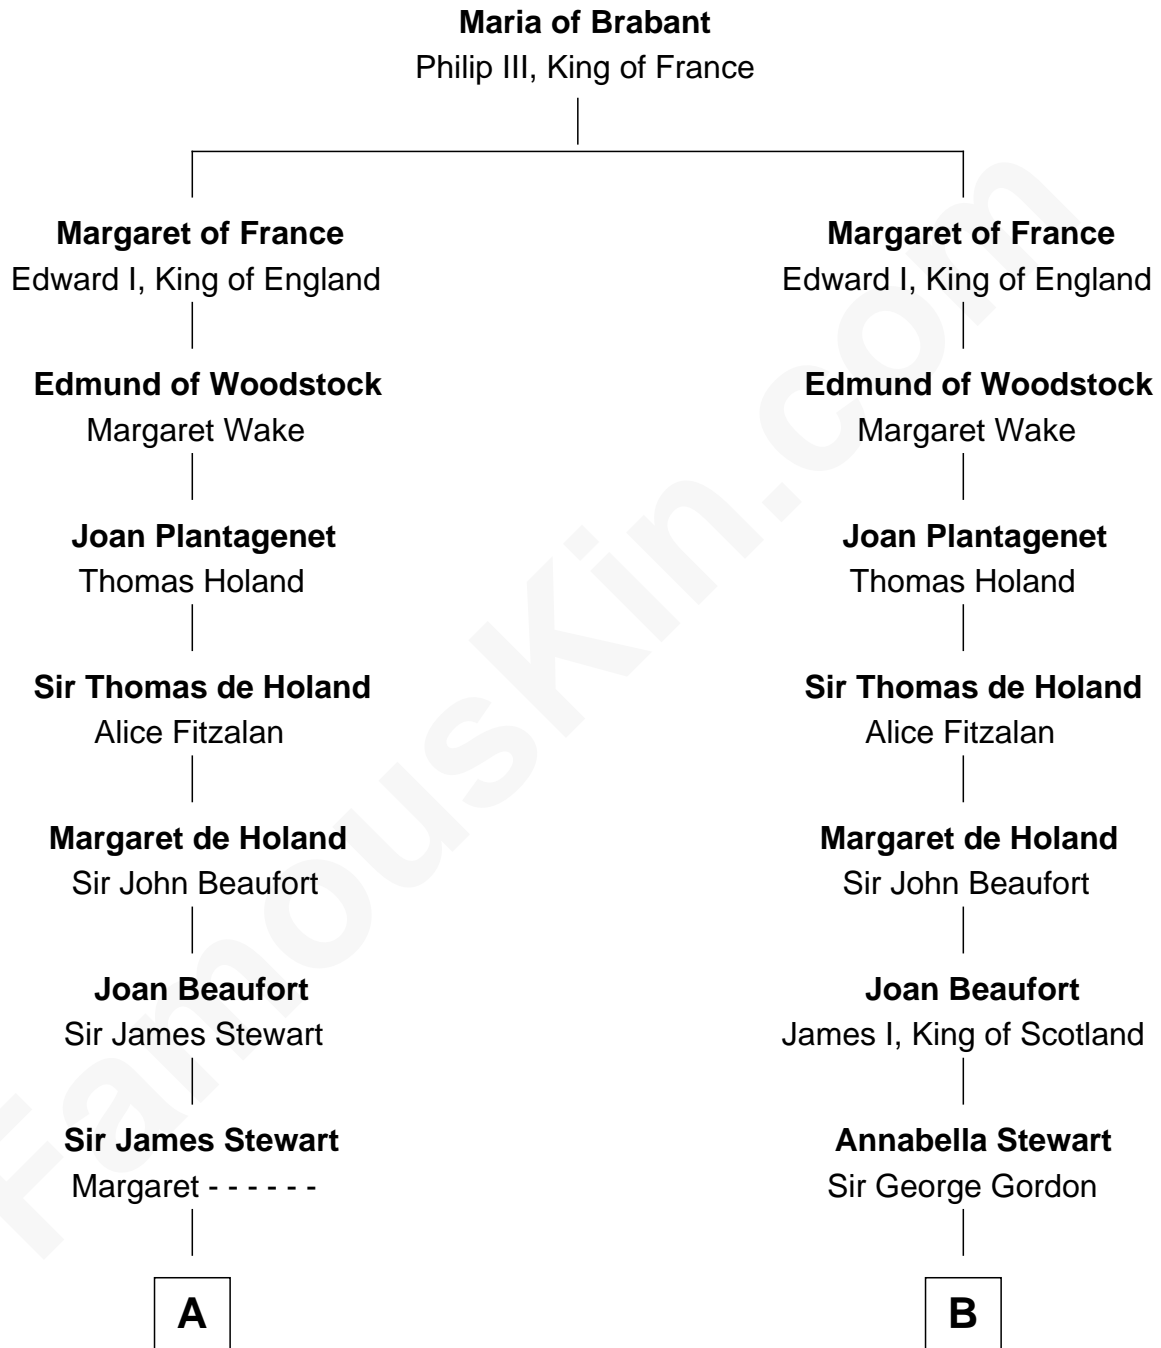 Maria of Brabant
Philip III, King of France
Margaret of France
Edward I, King of England
Edmund of Woodstock
Margaret Wake
Joan Plantagenet
Thomas Holand
Sir Thomas de Holand
Alice Fitzalan
Margaret de Holand
Sir John Beaufort
Joan Beaufort
Sir James Stewart
Sir James Stewart
Margaret - - - - - -
A
Margaret of France
Edward I, King of England
Edmund of Woodstock
Margaret Wake
Joan Plantagenet
Thomas Holand
Sir Thomas de Holand
Alice Fitzalan
Margaret de Holand
Sir John Beaufort
Joan Beaufort
James I, King of Scotland
Annabella Stewart
Sir George Gordon
B
FamousKin.com